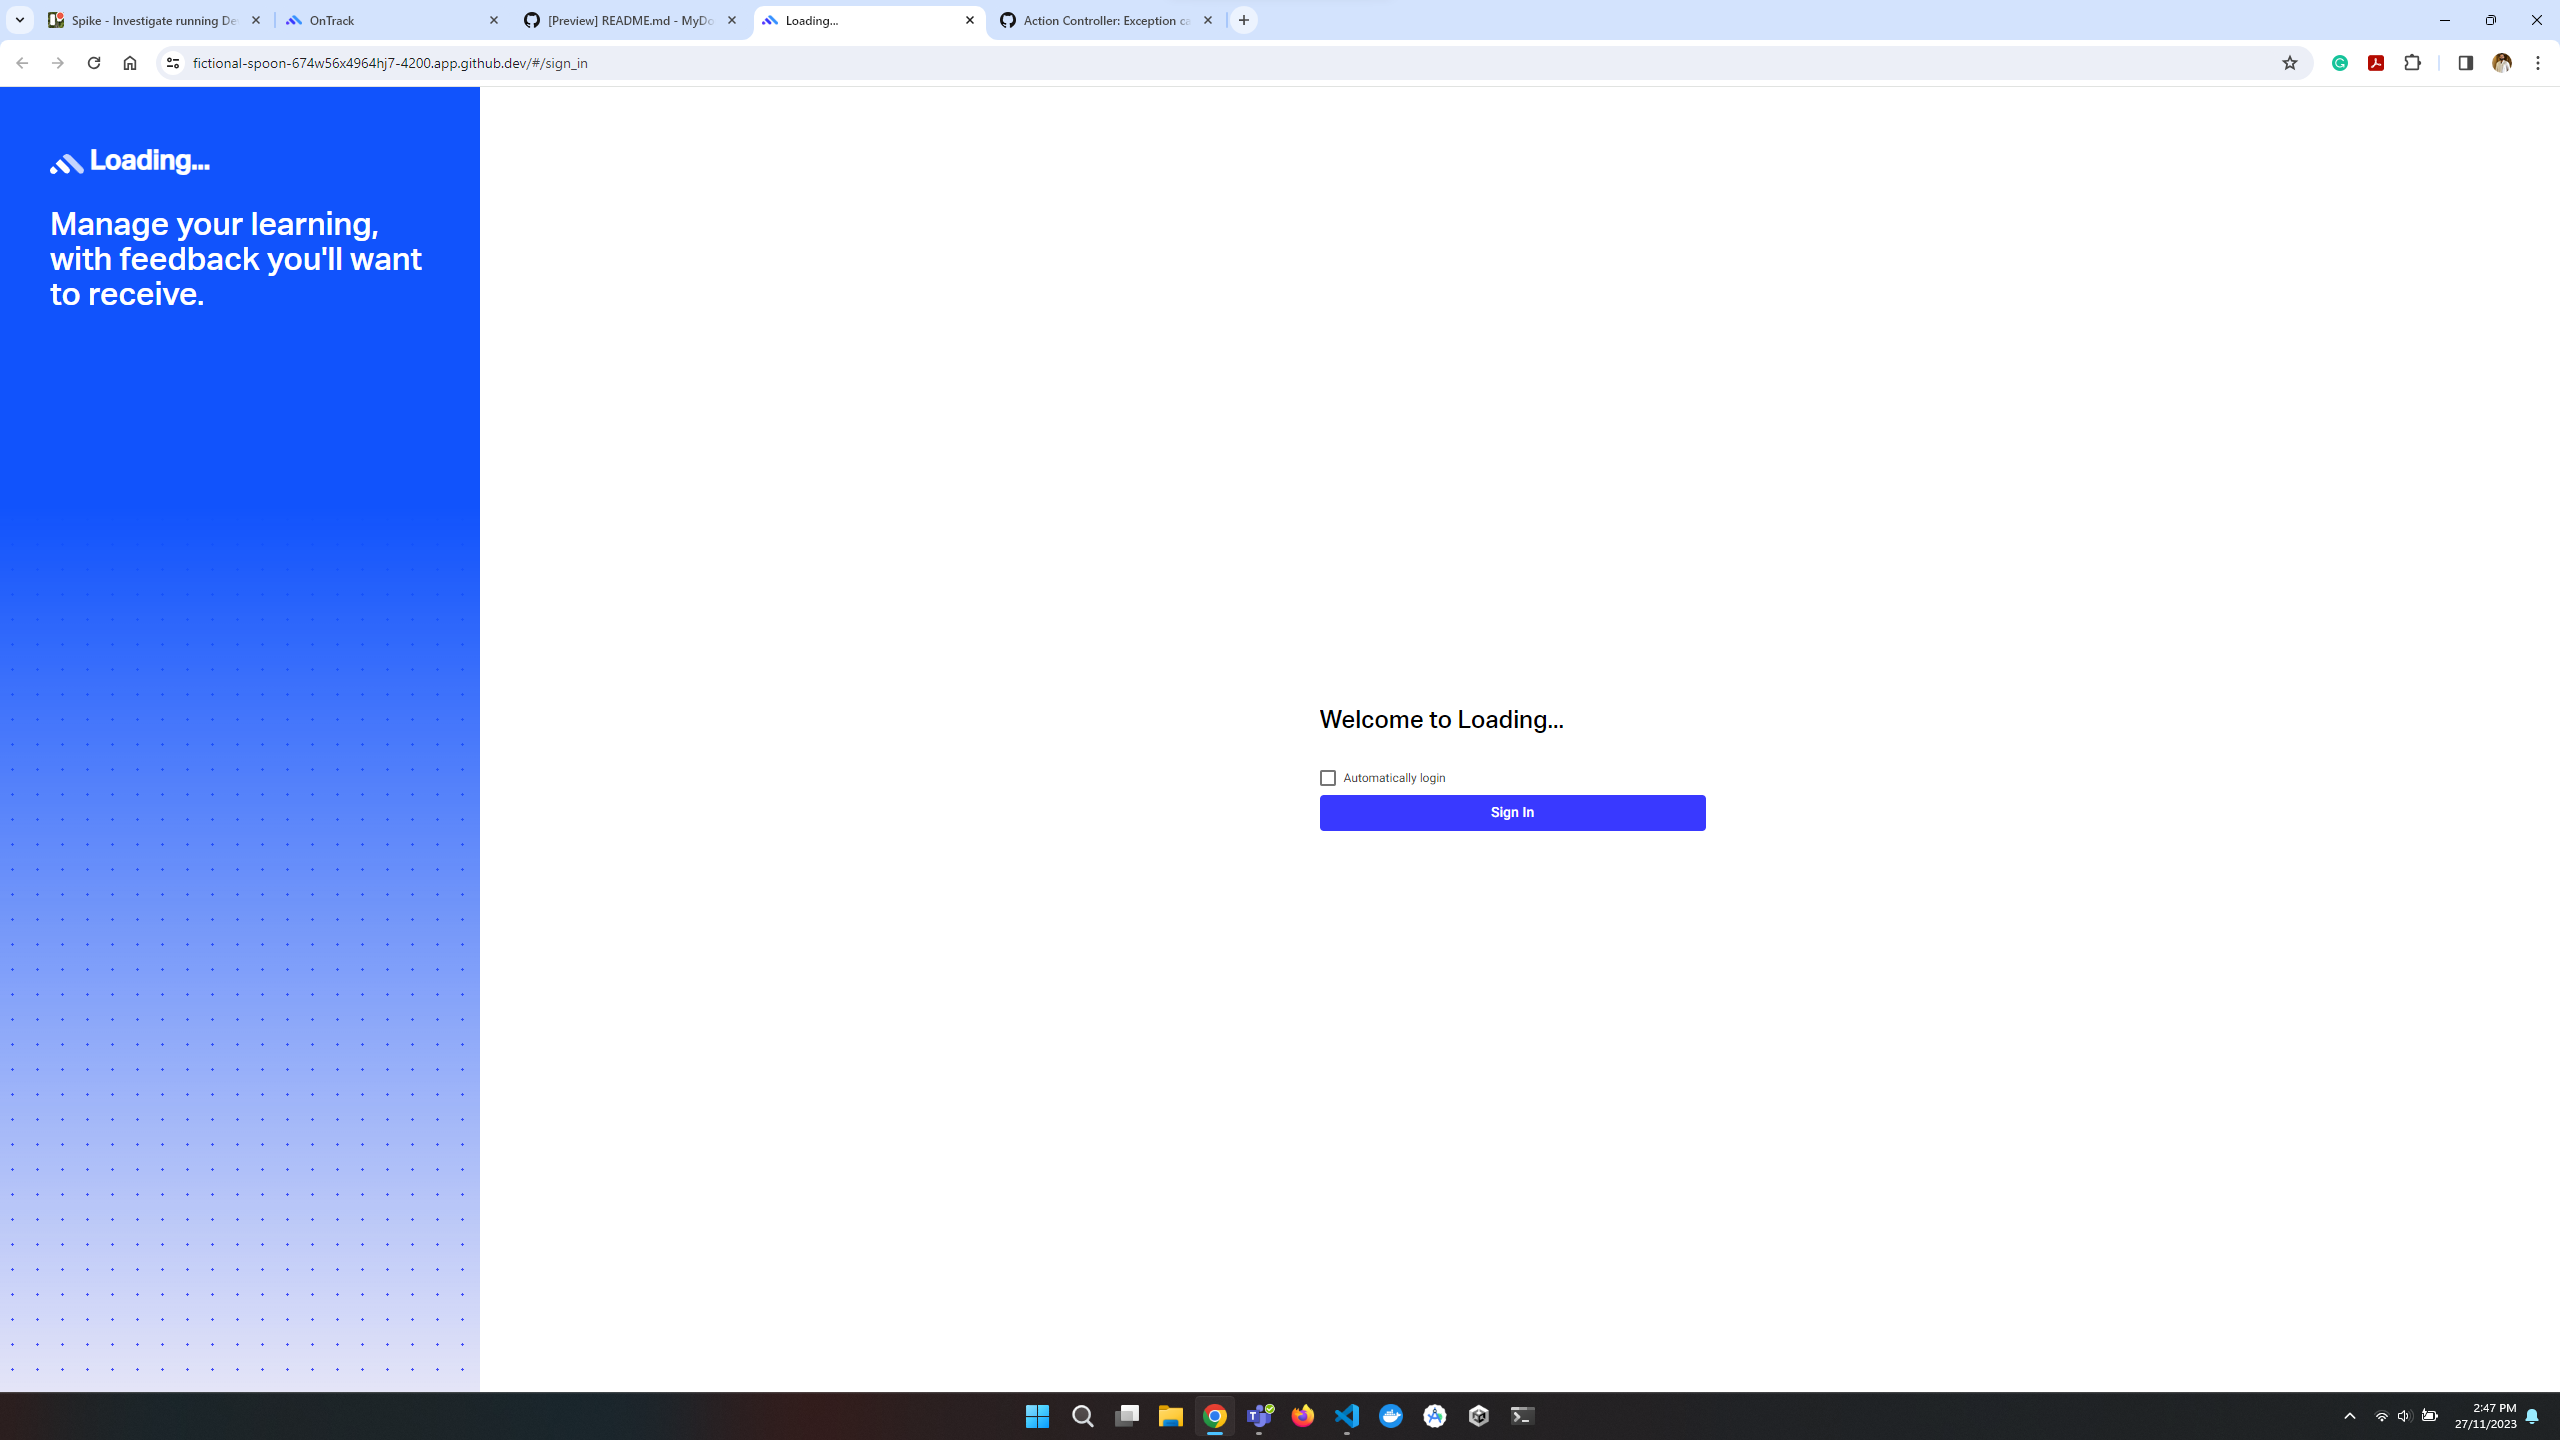 Spike - Investigate running De
OnTrack
[Preview] README.md - MyDo
Loading...
Action Controller: Exception ca
fictional-spoon-674w56x4964hj7-4200.app.github.dev/#/sign_in
Loading...
Manage your learning,
with feedback you'll want
to receive.
Welcome to Loading...
Automatically login
Sign In
2:47 PM
27/11/2023